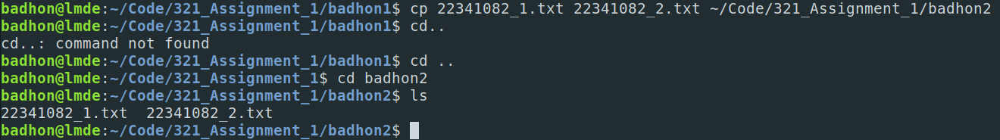 badhon@lmde:~/Code/321_Assignment_1/badhon1$ cp 22341082_1.txt 22341082_2.txt ~/Code/321_Assignment_1/badhon2
badhon@lmde:~/Code/321_Assignment_1/badhon1$ cd..
cd..: command not found
badhon@lmde:~/Code/321_Assignment_1/badhon1$ cd ..
badhon@lmde:~/Code/321_Assignment_1$ cd badhon2
badhon@lmde:~/Code/321_Assignment_1/badhon2$ ls
22341082_1.txt  22341082_2.txt
badhon@lmde:~/Code/321_Assignment_1/badhon2$